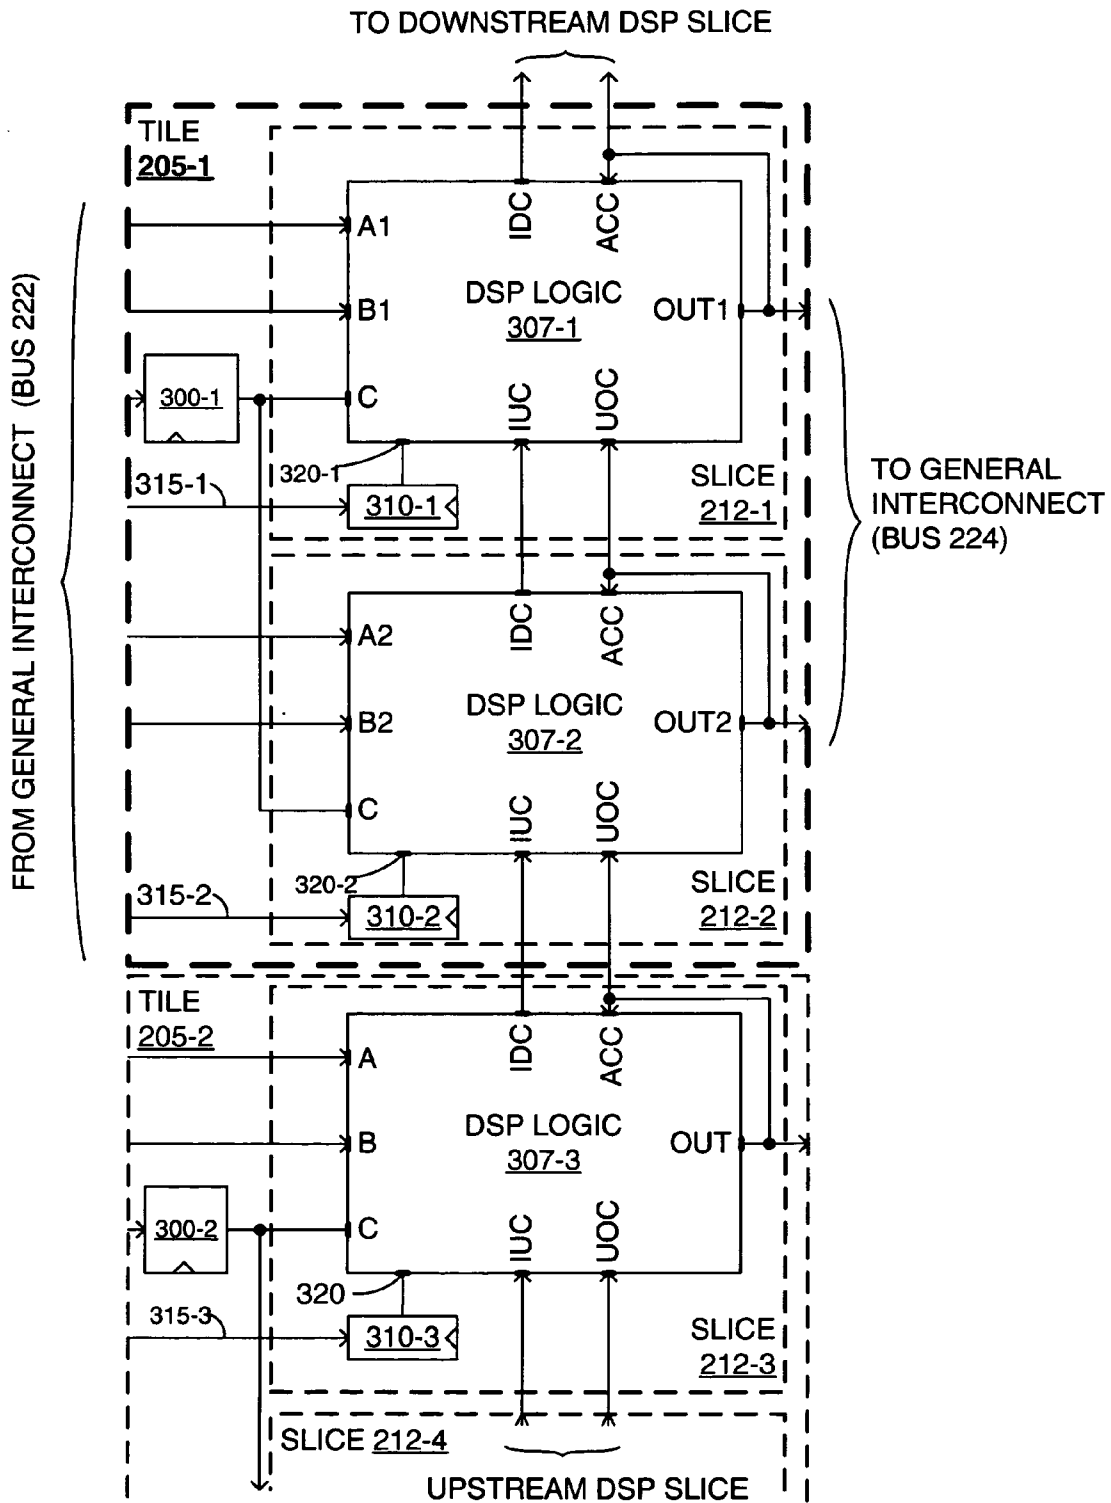 TO DOWNSTREAM DSP SLICE
TILE
205-1
FROM GENERAL INTERCONNECT (BUS 222)
A1
IDC
ACC
B1
DSP LOGIC
307-1
OUT1
300-1
C
IUC
UOC
320-1
315-1
310-1
SLICE
212-1
TO GENERAL
INTERCONNECT
(BUS 224)
A2
IDC
ACC
B2
DSP LOGIC
307-2
OUT2
C
IUC
UOC
320-2
315-2
310-2
SLICE
212-2
TILE
205-2
A
IDC
ACC
B
DSP LOGIC
307-3
OUT
300-2
C
IUC
UOC
320
315-3
310-3
SLICE
212-3
SLICE 212-4
UPSTREAM DSP SLICE